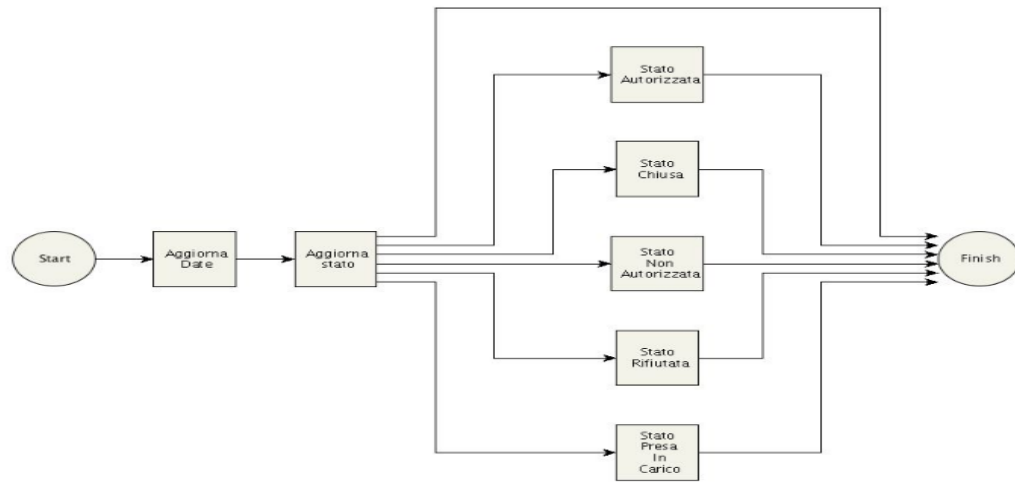 Stato
Autorizzata
Stato
Chiusa
Start
Aggiorna
Date
Aggiorna
stato
Stato
Non
Autorizzata
Finish
Stato
Rifiutata
Stato
Presa
In
Carico